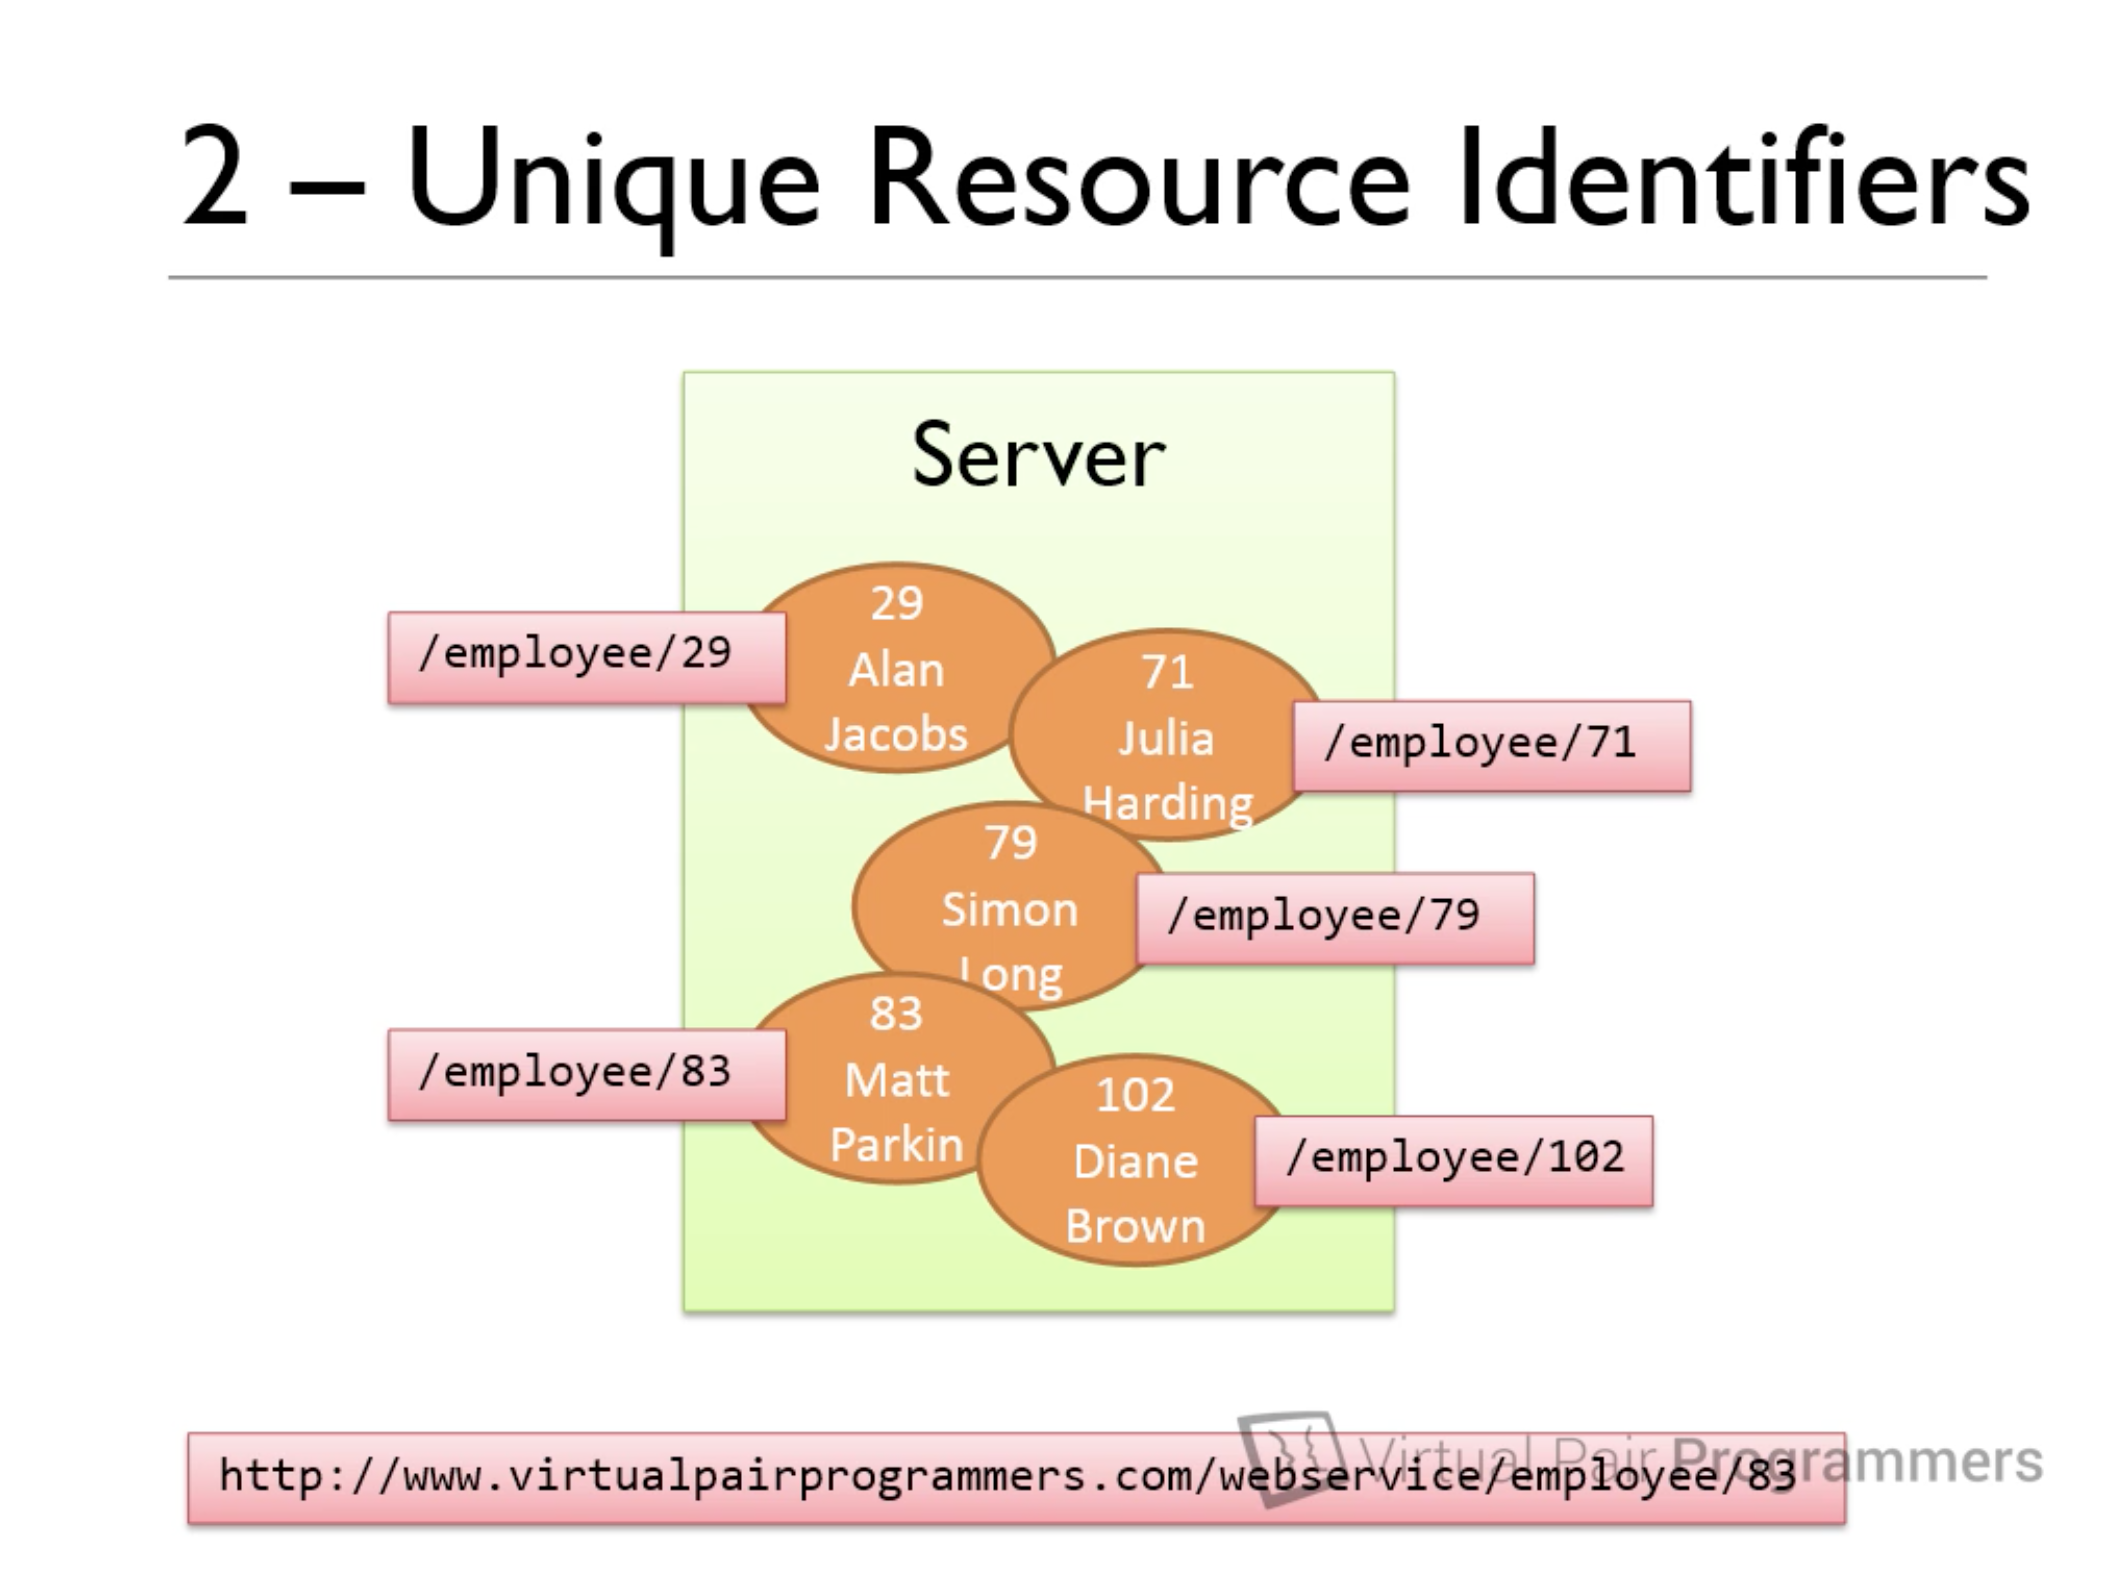 2 – Unique Resource Identifiers
Server
29
Alan
Jacobs
/employee/29
71
Julia
Harding
/employee/71
79
Simon
Long
/employee/79
83
Matt
Parkin
/employee/83
102
Diane
Brown
/employee/102
http://www.virtualpairprogrammers.com/webservice/employee/83
Virtual Pair Programmers